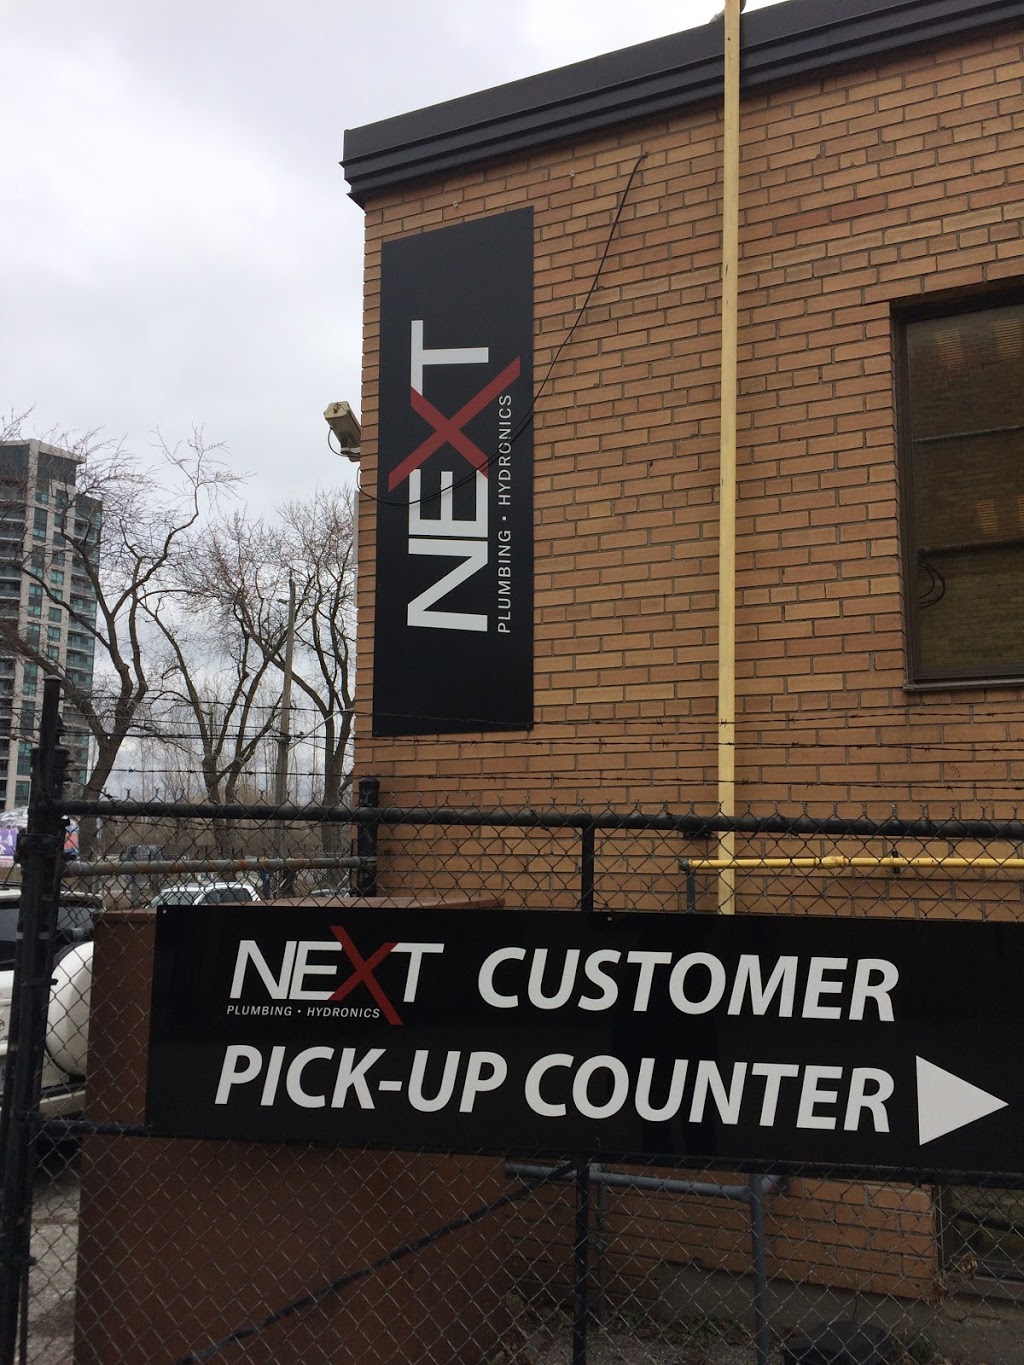 NEXT
PLUMBING • HYDRONICS
NEXT CUSTOMER
PLUMBING • HYDRONICS
PICK-UP COUNTER